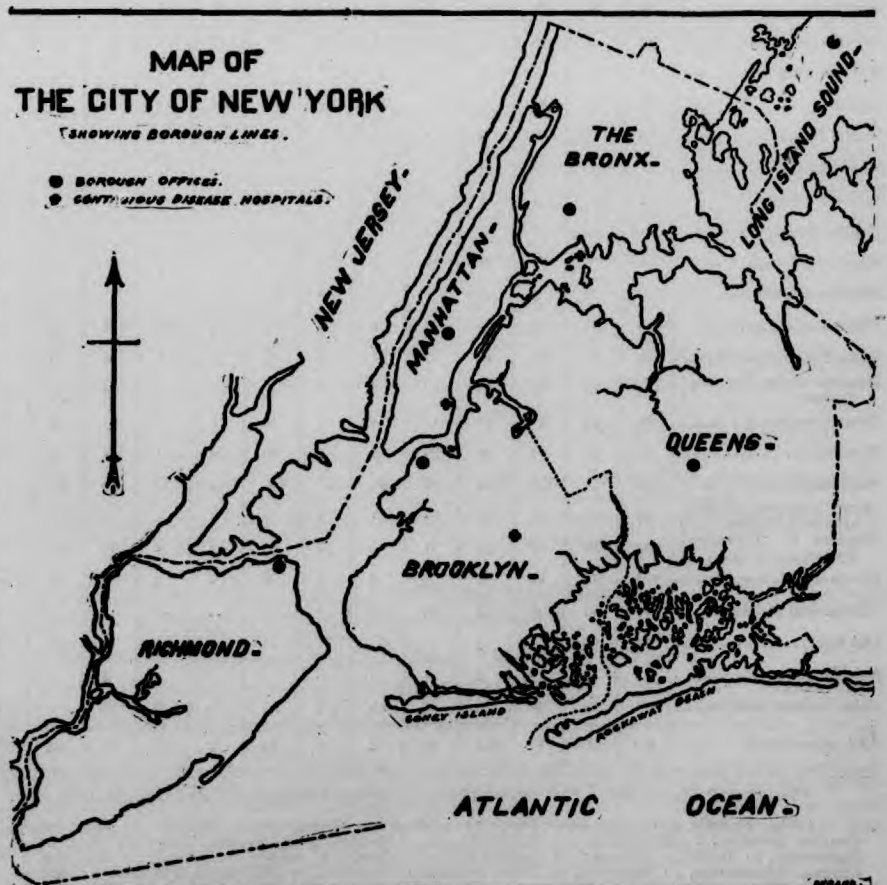 MAP OF
THE CITY OF NEW YORK
SHOWING BOROUGH LINES.
BOROUGH OFFICES.
CONTAGIOUS DISEASE HOSPITALS.
NEW JERSEY.
MANHATTAN.
THE
BRONX.
LONG ISLAND SOUND.
QUEENS.
BROOKLYN.
RICHMOND.
CONEY ISLAND
ROCKAWAY BEACH
ATLANTIC OCEAN.